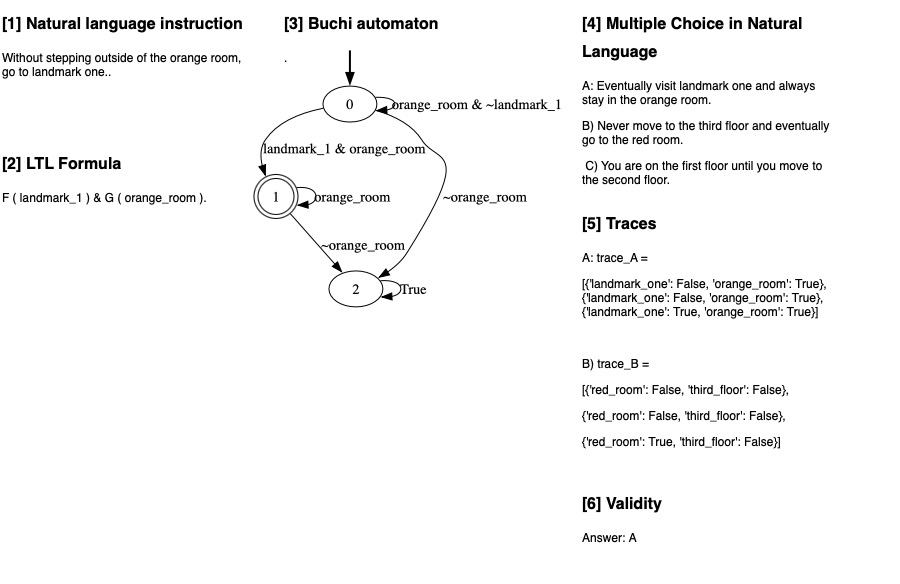 [1] Natural language instruction
Without stepping outside of the orange room,
go to landmark one..
[2] LTL Formula
F ( landmark_1 ) & G ( orange_room ).
[3] Buchi automaton
.
0
orange_room & ~landmark_1
landmark_1 & orange_room
1
orange_room
~orange_room
~orange_room
2
True
[4] Multiple Choice in Natural
Language
A: Eventually visit landmark one and always
stay in the orange room.
B) Never move to the third floor and eventually
go to the red room.
C) You are on the first floor until you move to
the second floor.
[5] Traces
A: trace_A =
[{'landmark_one': False, 'orange_room': True},
{'landmark_one': False, 'orange_room': True},
{'landmark_one': True, 'orange_room': True}]
B) trace_B =
[{'red_room': False, 'third_floor': False},
{'red_room': False, 'third_floor': False},
{'red_room': True, 'third_floor': False}]
[6] Validity
Answer: A